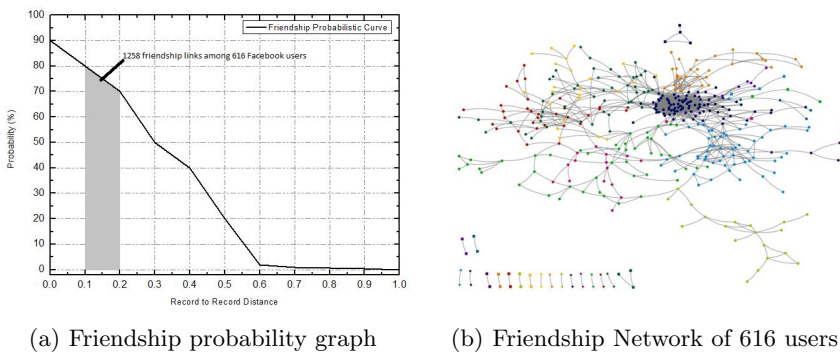 Friendship Probabilistic Curve
1258 friendship links among 616 Facebook users
Probability (%)
100
90
80
70
60
50
40
30
20
10
0
0.0 0.1 0.2 0.3 0.4 0.5 0.6 0.7 0.8 0.9 1.0
Record to Record Distance
(a) Friendship probability graph
(b) Friendship Network of 616 users